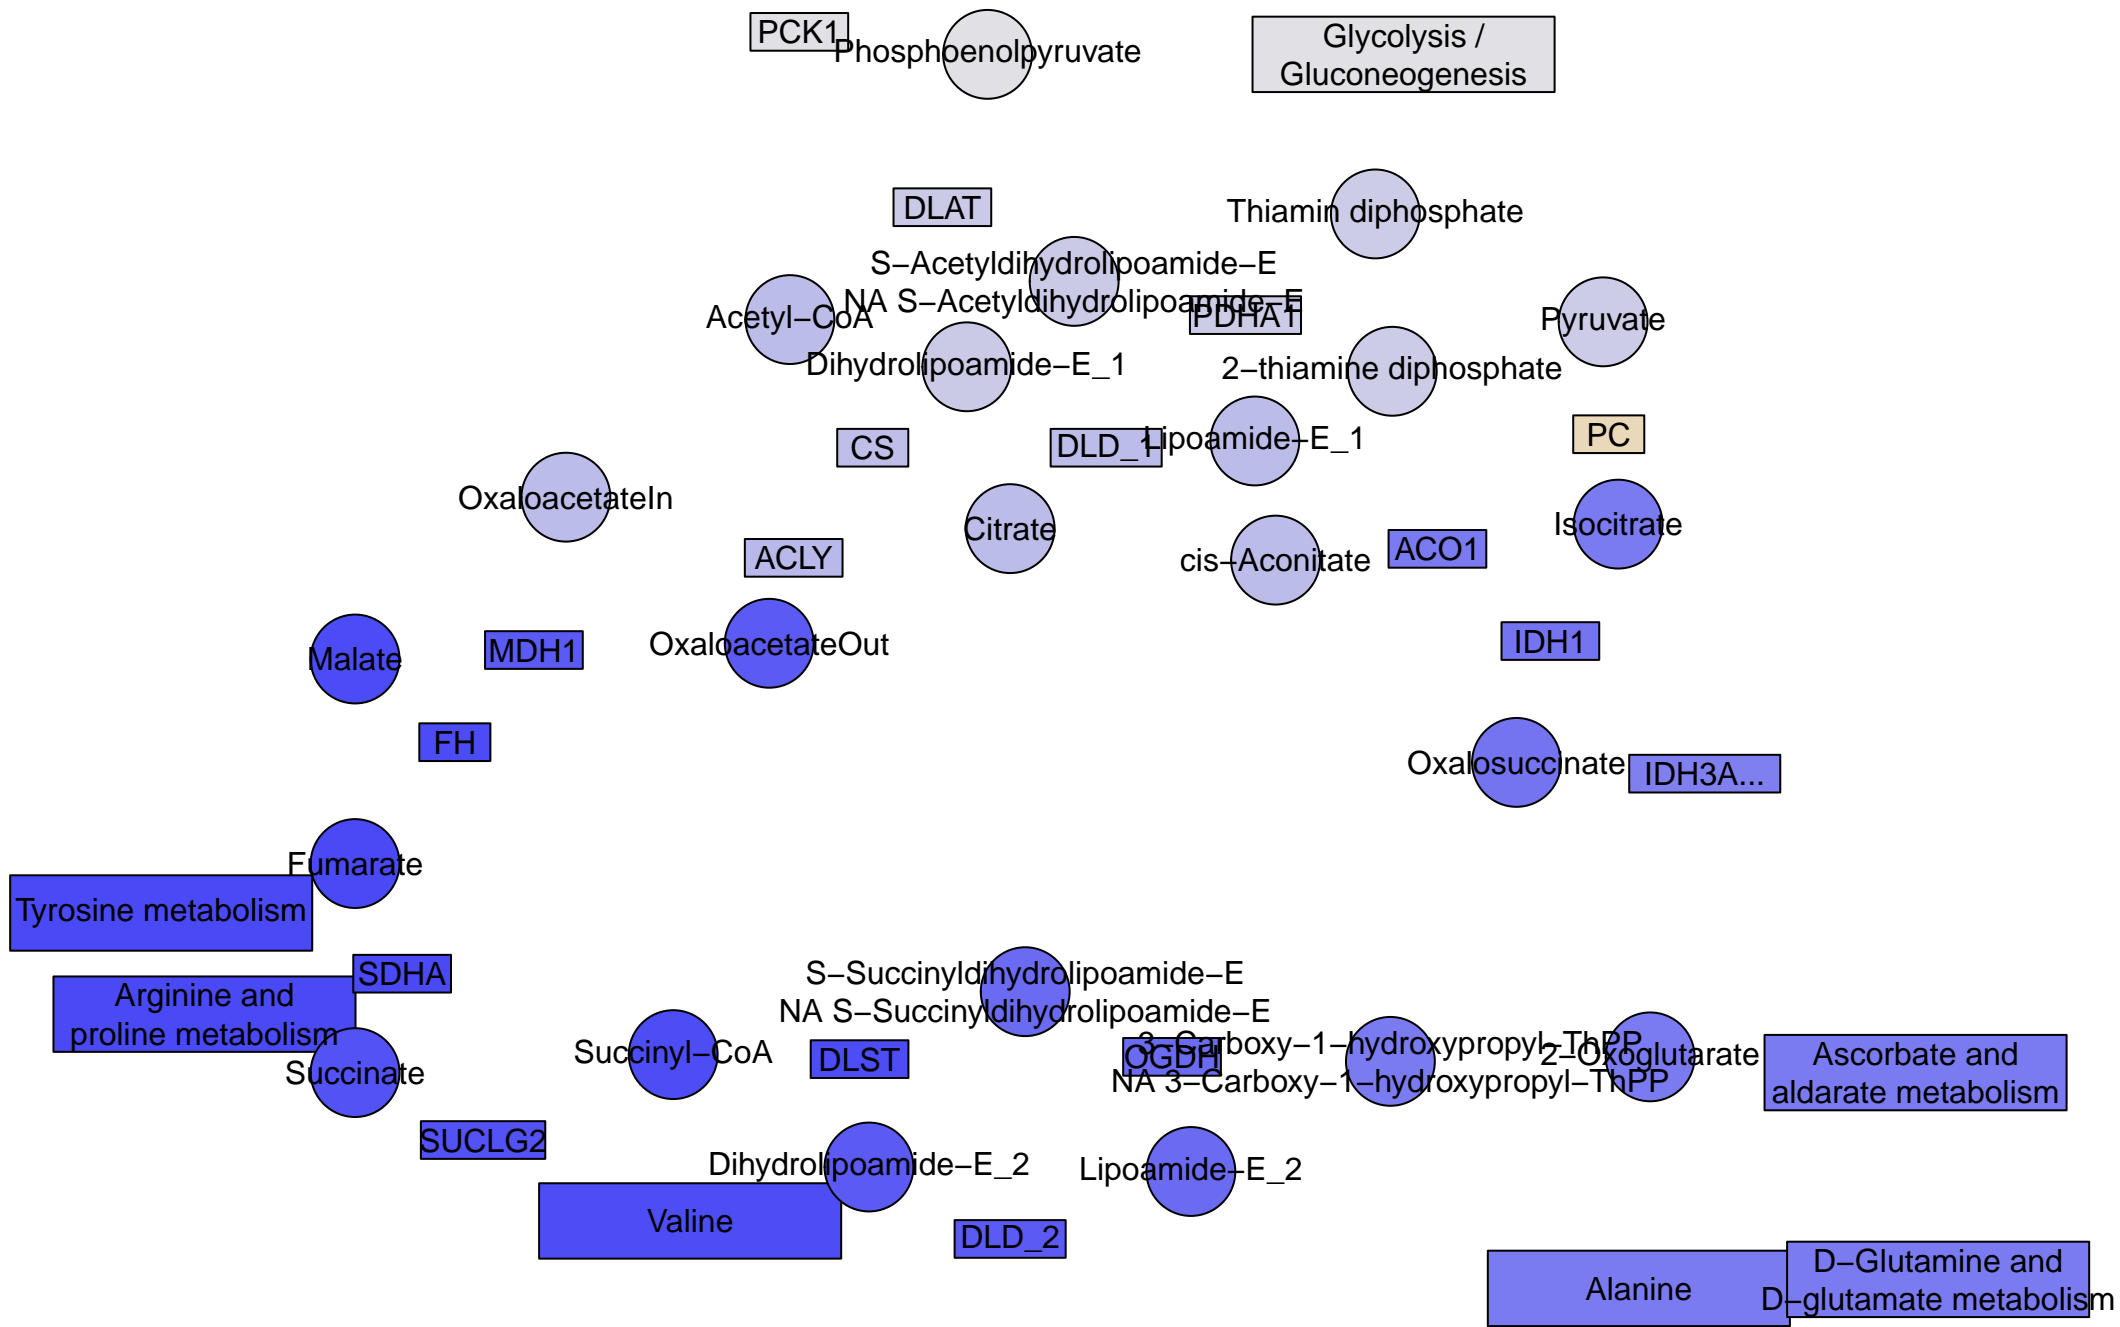 PCK1
Phosphoenolpyruvate
Glycolysis /
Gluconeogenesis
DLAT
Thiamin diphosphate
S−Acetyldihydrolipoamide−E
NA S−Acetyldihydrolipoamide−E
Acetyl−CoA
PDHA1
Pyruvate
Dihydrolipoamide−E_1
2−thiamine diphosphate
CS
DLD_1
Lipoamide−E_1
PC
OxaloacetateIn
Citrate
Isocitrate
ACLY
cis−Aconitate
ACO1
Malate
MDH1
OxaloacetateOut
IDH1
FH
Oxalosuccinate
IDH3A...
Fumarate
Tyrosine metabolism
SDHA
Arginine and
proline metabolism
S−Succinyldihydrolipoamide−E
NA S−Succinyldihydrolipoamide−E
Succinate
Succinyl−CoA
DLST
OGDH
3−Carboxy−1−hydroxypropyl−ThPP
NA 3−Carboxy−1−hydroxypropyl−ThPP
2−Oxoglutarate
Ascorbate and
aldarate metabolism
SUCLG2
Dihydrolipoamide−E_2
Lipoamide−E_2
Valine
DLD_2
Alanine
D−Glutamine and
D−glutamate metabolism